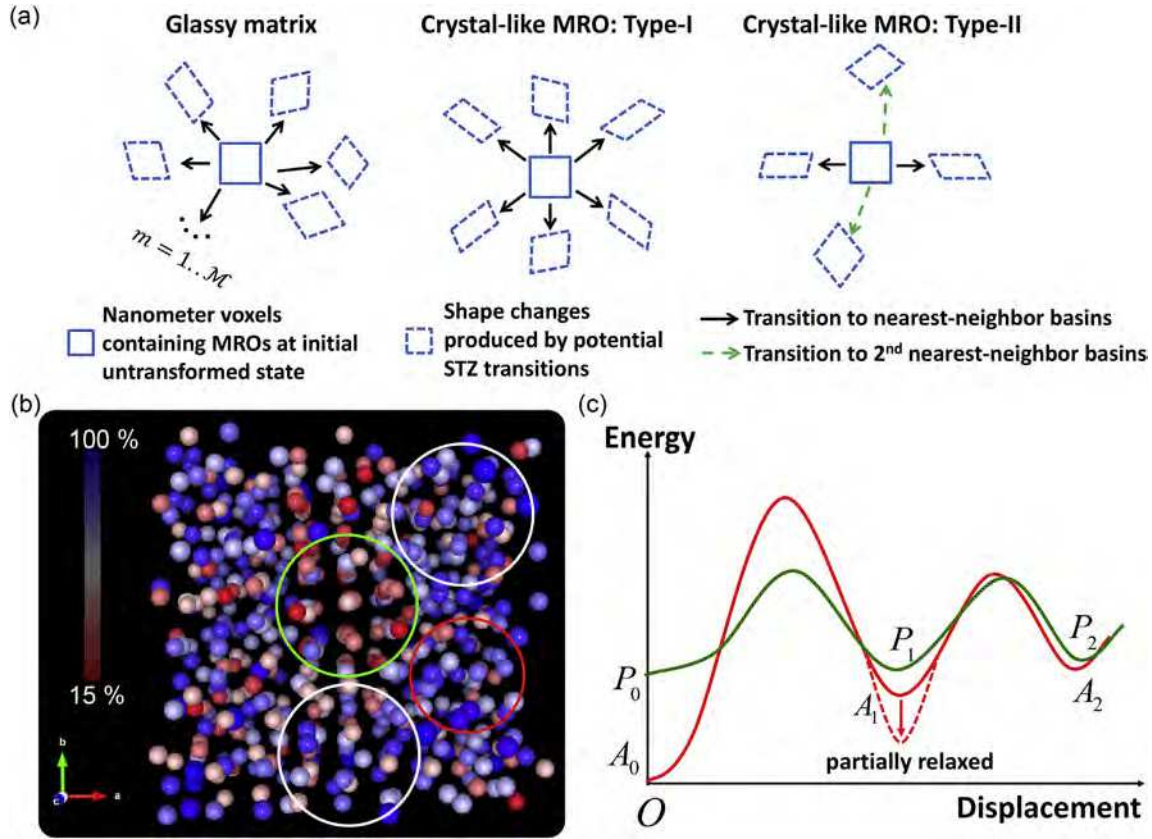 (a)
Glassy matrix
Crystal-like MRO: Type-I
Crystal-like MRO: Type-II
m = 1..ℳ
Nanometer voxels
containing MROs at initial
untransformed state
Shape changes
produced by potential
STZ transitions
Transition to nearest-neighbor basins
Transition to 2nd nearest-neighbor basins
(b)
100 %
15 %
b
c
a
(c)
Energy
P0
A0
P1
A1
P2
A2
partially relaxed
O
Displacement